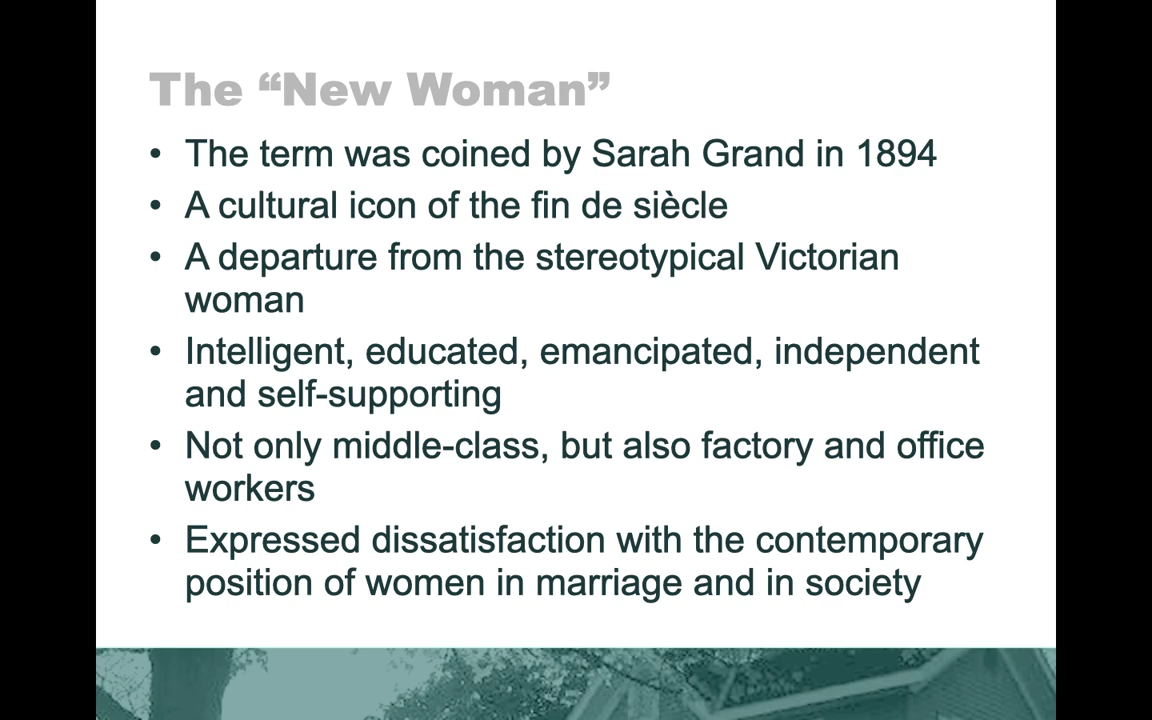 The “New Woman”
• The term was coined by Sarah Grand in 1894
• A cultural icon of the fin de siècle
• A departure from the stereotypical Victorian
woman
• Intelligent, educated, emancipated, independent
and self-supporting
• Not only middle-class, but also factory and office
workers
• Expressed dissatisfaction with the contemporary
position of women in marriage and in society